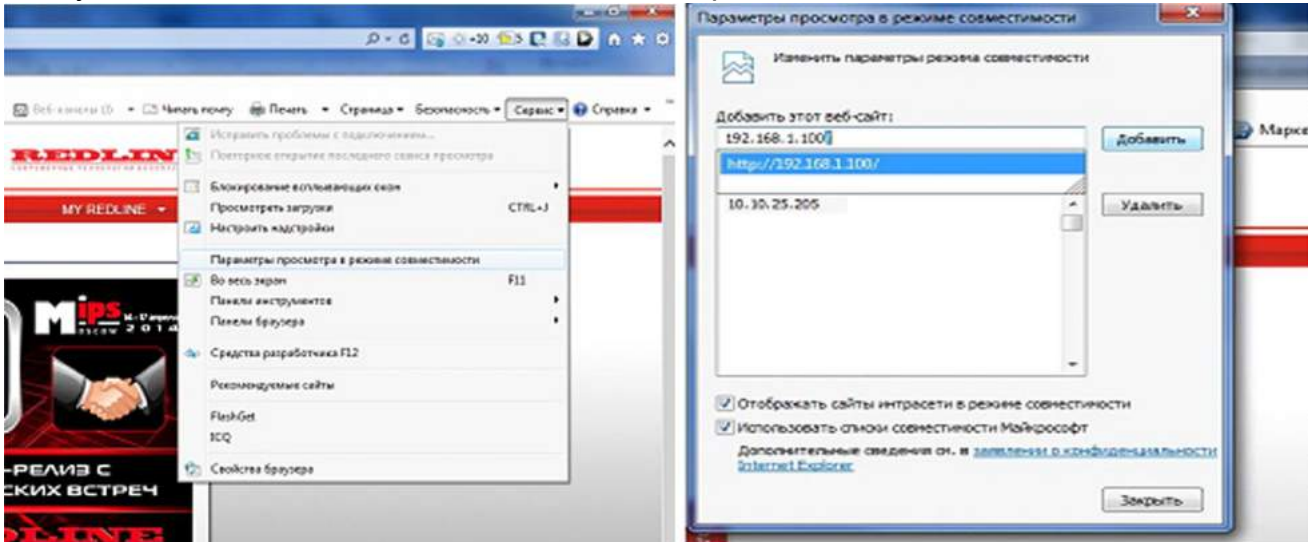 Веб-каналы Читать почту Печать Страница Безопасность Сервис Справка
REDLINE
MY REDLINE
Исправить проблемы с подключением...
Повторное открытие последнего сеанса просмотра
Блокирование всплывающих окон
Просмотреть загрузки CTRL+J
Настроить надстройки
Параметры просмотра в режиме совместимости
Во весь экран F11
Панели инструментов
Панели браузера
Средства разработчика F12
Рекомендуемые сайты
FlashGet
ICQ
Свойства браузера
Mips
2014
-РЕЛИЗ С
СКИХ ВСТРЕЧ
DLINE
Параметры просмотра в режиме совместимости
Изменить параметры режима совместимости
Добавить этот веб-сайт:
192.168.1.100/
Добавить
http://192.168.1.100/
10.10.25.205
Удалить
Отображать сайты интрасети в режиме совместимости
Использовать списки совместимости Майкрософт
Дополнительные сведения см. в заявлении о конфиденциальности
Internet Explorer
Закрыть